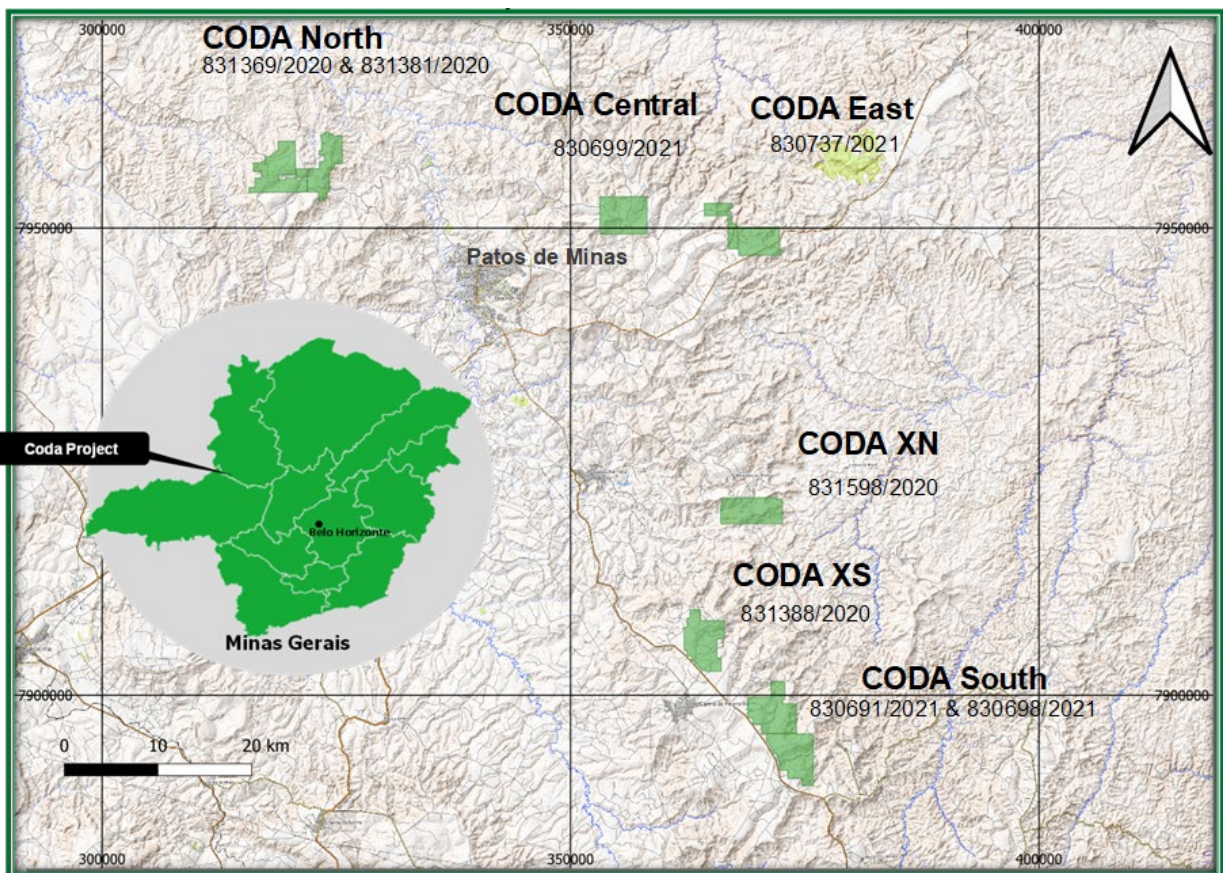 300000
350000
400000
CODA North
831369/2020 & 831381/2020
CODA Central
830699/2021
CODA East
830737/2021
7950000
7950000
Patos de Minas
Coda Project
Belo Horizonte
Minas Gerais
CODA XN
831598/2020
CODA XS
831388/2020
CODA South
830691/2021 & 830698/2021
7900000
7900000
0 10 20 km
300000
350000
400000